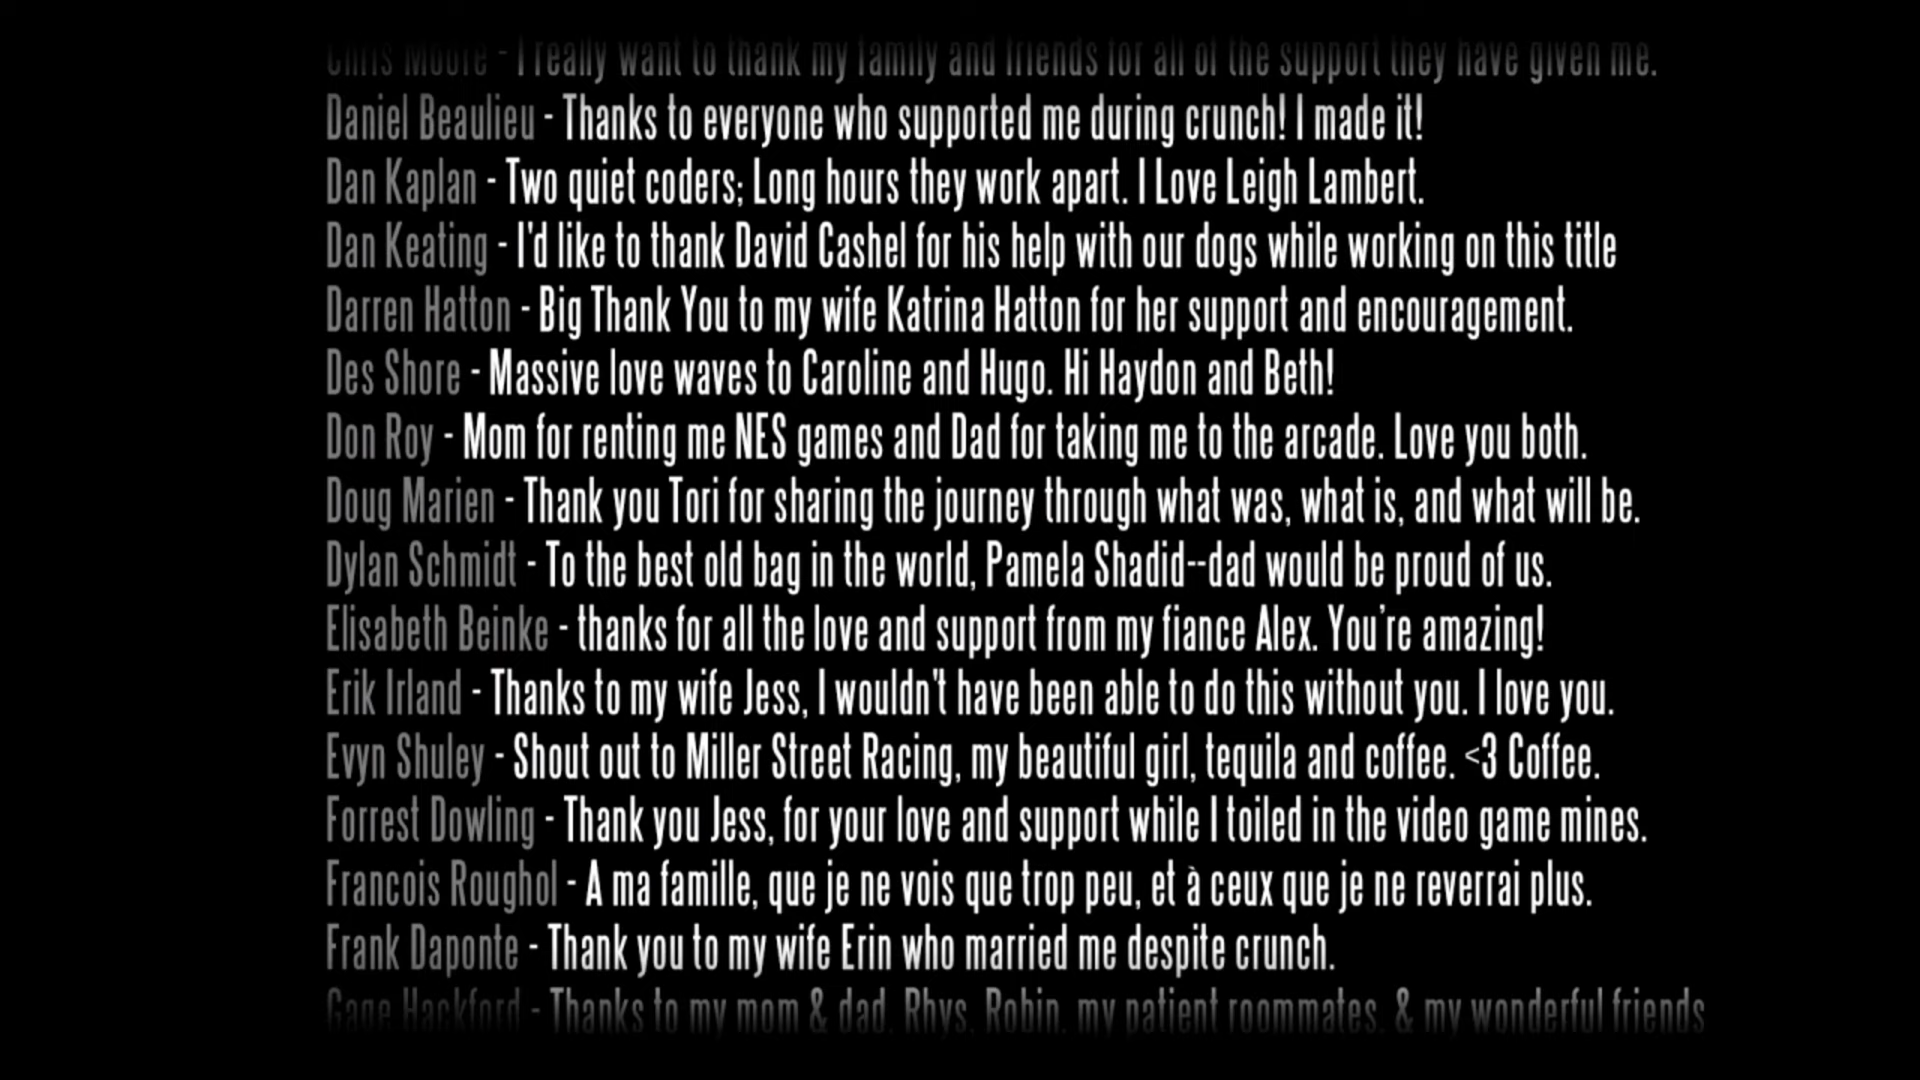 Chris Moore - I really want to thank my family and friends for all of the support they have given me.
Daniel Beaulieu - Thanks to everyone who supported me during crunch! I made it!
Dan Kaplan - Two quiet coders; Long hours they work apart. I Love Leigh Lambert.
Dan Keating - I'd like to thank David Cashel for his help with our dogs while working on this title
Darren Hatton - Big Thank You to my wife Katrina Hatton for her support and encouragement.
Des Shore - Massive love waves to Caroline and Hugo. Hi Haydon and Beth!
Don Roy - Mom for renting me NES games and Dad for taking me to the arcade. Love you both.
Doug Marien - Thank you Tori for sharing the journey through what was, what is, and what will be.
Dylan Schmidt - To the best old bag in the world, Pamela Shadid--dad would be proud of us.
Elisabeth Beinke - thanks for all the love and support from my fiance Alex. You’re amazing!
Erik Irland - Thanks to my wife Jess, I wouldn't have been able to do this without you. I love you.
Evyn Shuley - Shout out to Miller Street Racing, my beautiful girl, tequila and coffee. <3 Coffee.
Forrest Dowling - Thank you Jess, for your love and support while I toiled in the video game mines.
Francois Roughol - A ma famille, que je ne vois que trop peu, et à ceux que je ne reverrai plus.
Frank Daponte - Thank you to my wife Erin who married me despite crunch.
Gage Hackford - Thanks to my mom & dad, Rhys, Robin, my patient roommates, & my wonderful friends